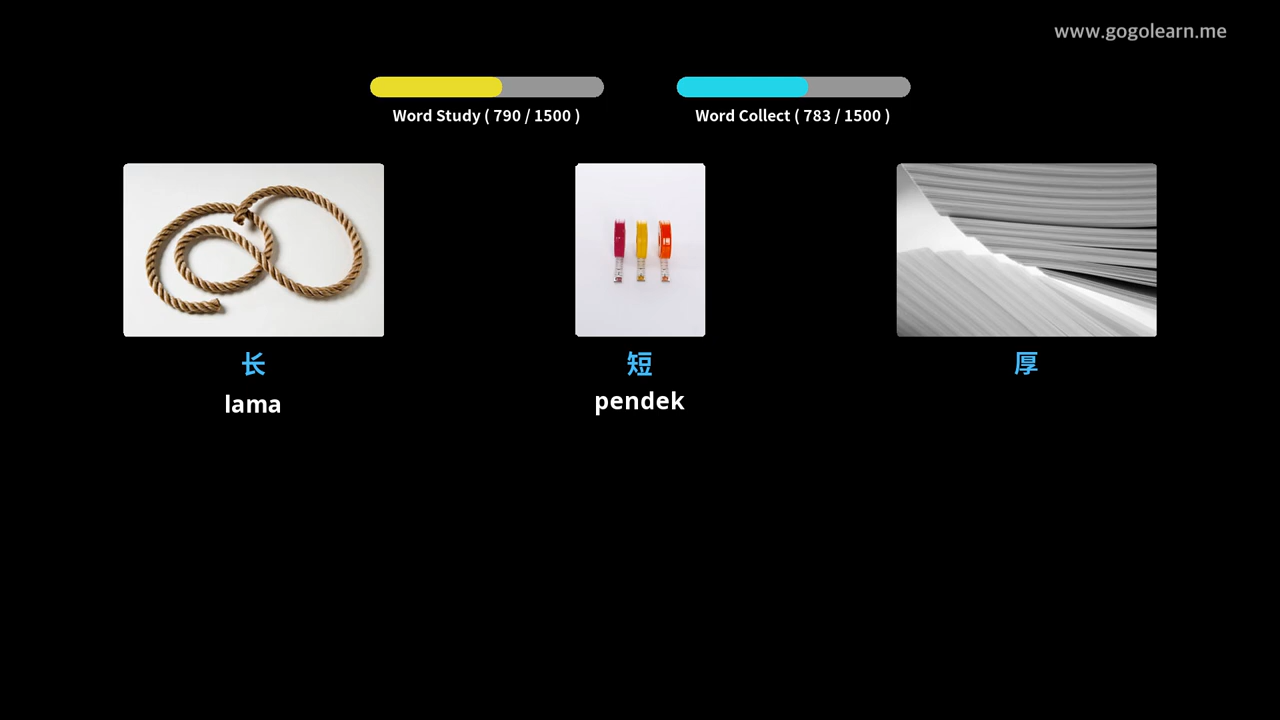 www.gogolearn.me
Word Study ( 790 / 1500 )
Word Collect ( 783 / 1500 )
长
短
厚
lama
pendek